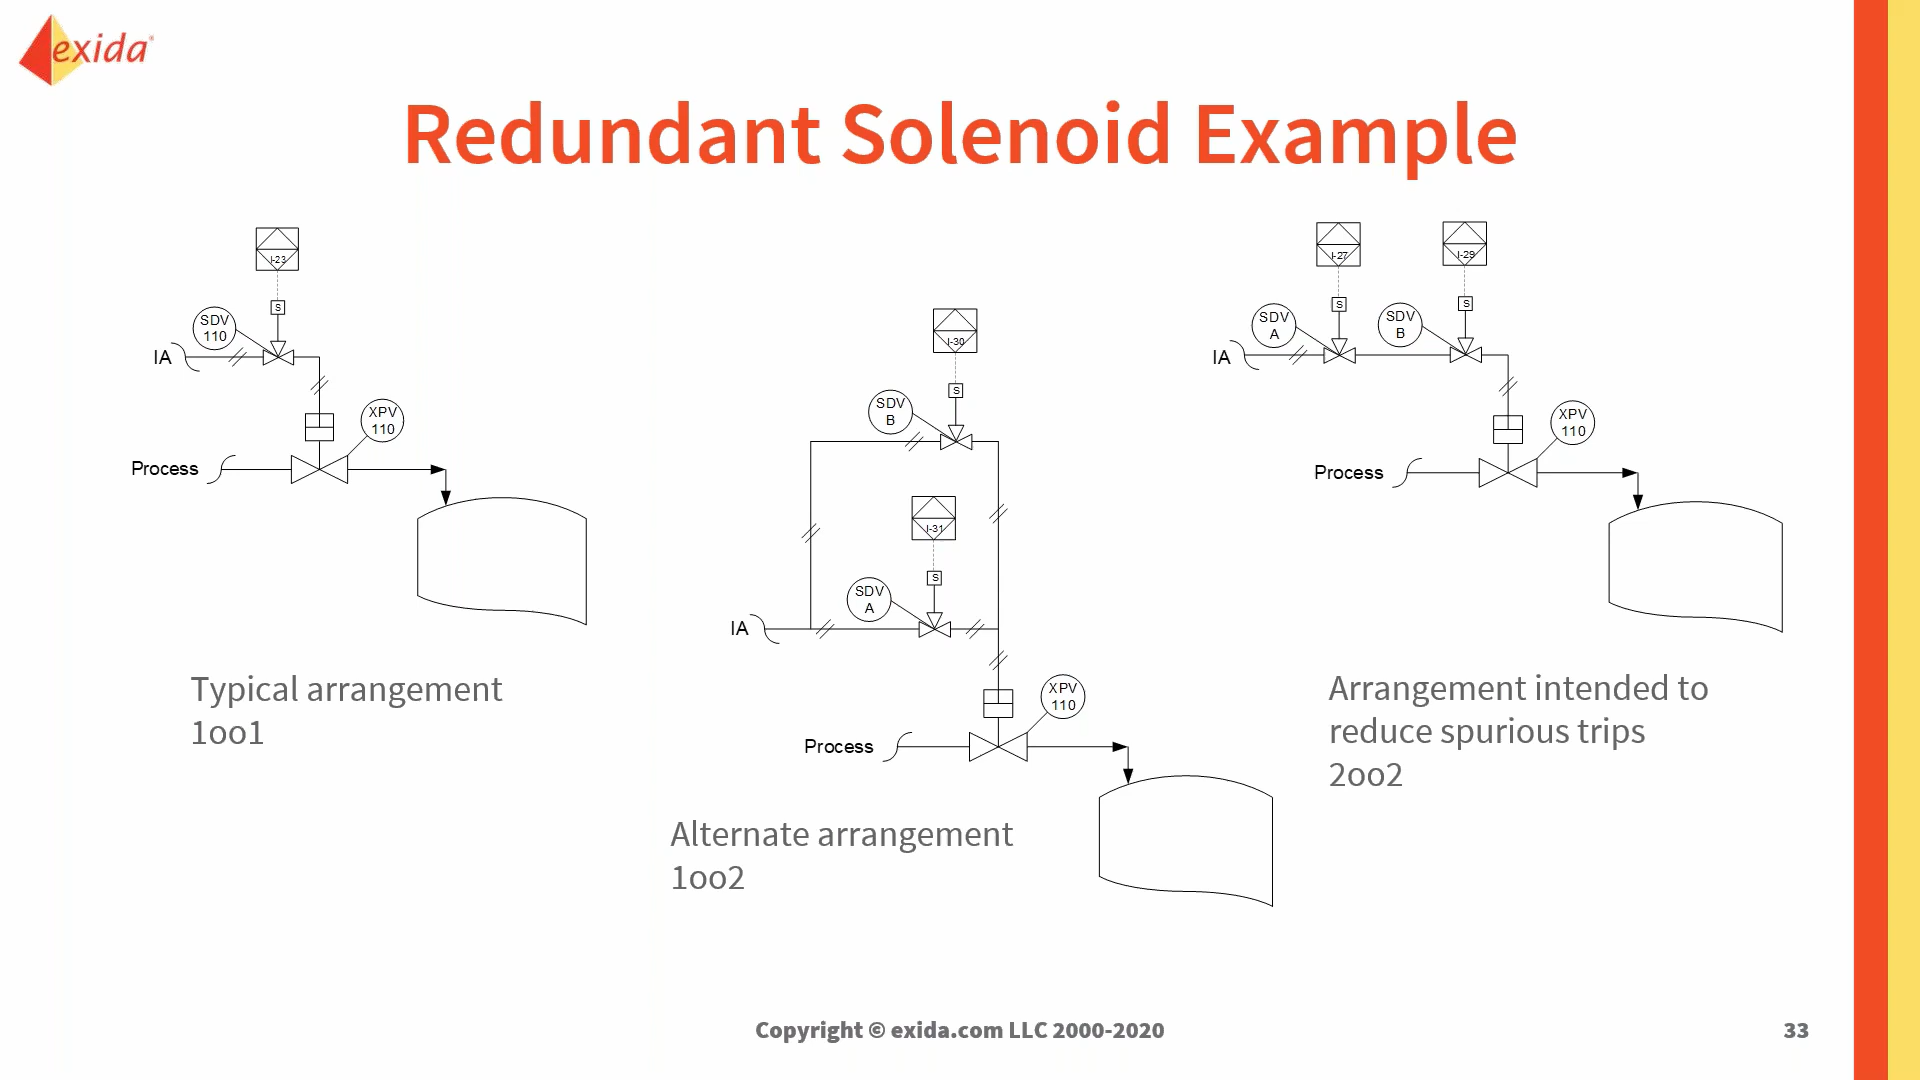 exida
Redundant Solenoid Example
I-23
S
SDV
110
IA
XPV
110
Process
Typical arrangement
1oo1
I-30
S
SDV
B
I-31
S
SDV
A
IA
XPV
110
Process
Alternate arrangement
1oo2
I-27
I-29
S
S
SDV
A
SDV
B
IA
XPV
110
Process
Arrangement intended to
reduce spurious trips
2oo2
Copyright © exida.com LLC 2000-2020
33